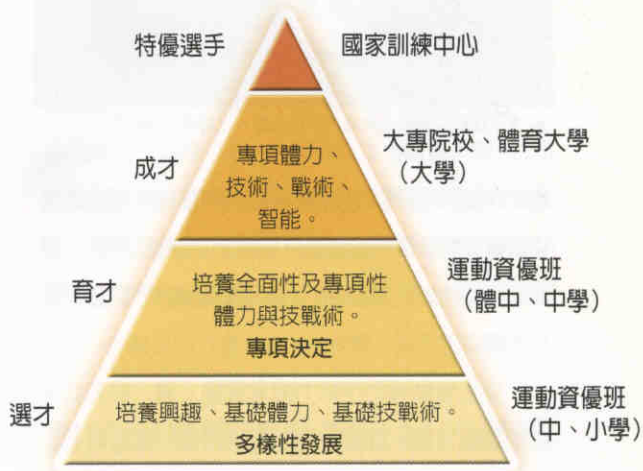 特優選手
國家訓練中心
成才
專項體力、
技術、戰術、
智能。
大專院校、體育大學
（大學）
育才
培養全面性及專項性
體力與技戰術。
專項決定
運動資優班
（體中、中學）
選才
培養興趣、基礎體力、基礎技戰術。
多樣性發展
運動資優班
（中、小學）